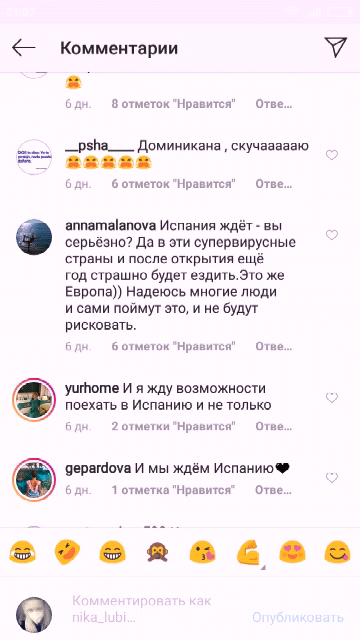 Комментарии
6 дн. 8 отметок "Нравится" Отве...
__psha____ Доминикана , скучаааааю
6 дн. 6 отметок "Нравится" Отве...
annamalanova Испания ждёт - вы
серьёзно? Да в эти супервирусные
страны и после открытия ещё
год страшно будет ездить.Это же
Европа)) Надеюсь многие люди
и сами поймут это, и не будут
рисковать.
6 дн. 6 отметок "Нравится" Отве...
yurhome И я жду возможности
поехать в Испанию и не только
6 дн. 2 отметки "Нравится" Отве...
gepardova И мы ждём Испанию🖤
6 дн. 1 отметка "Нравится" Отве...
Комментировать как
nika_lubi...
Опубликовать